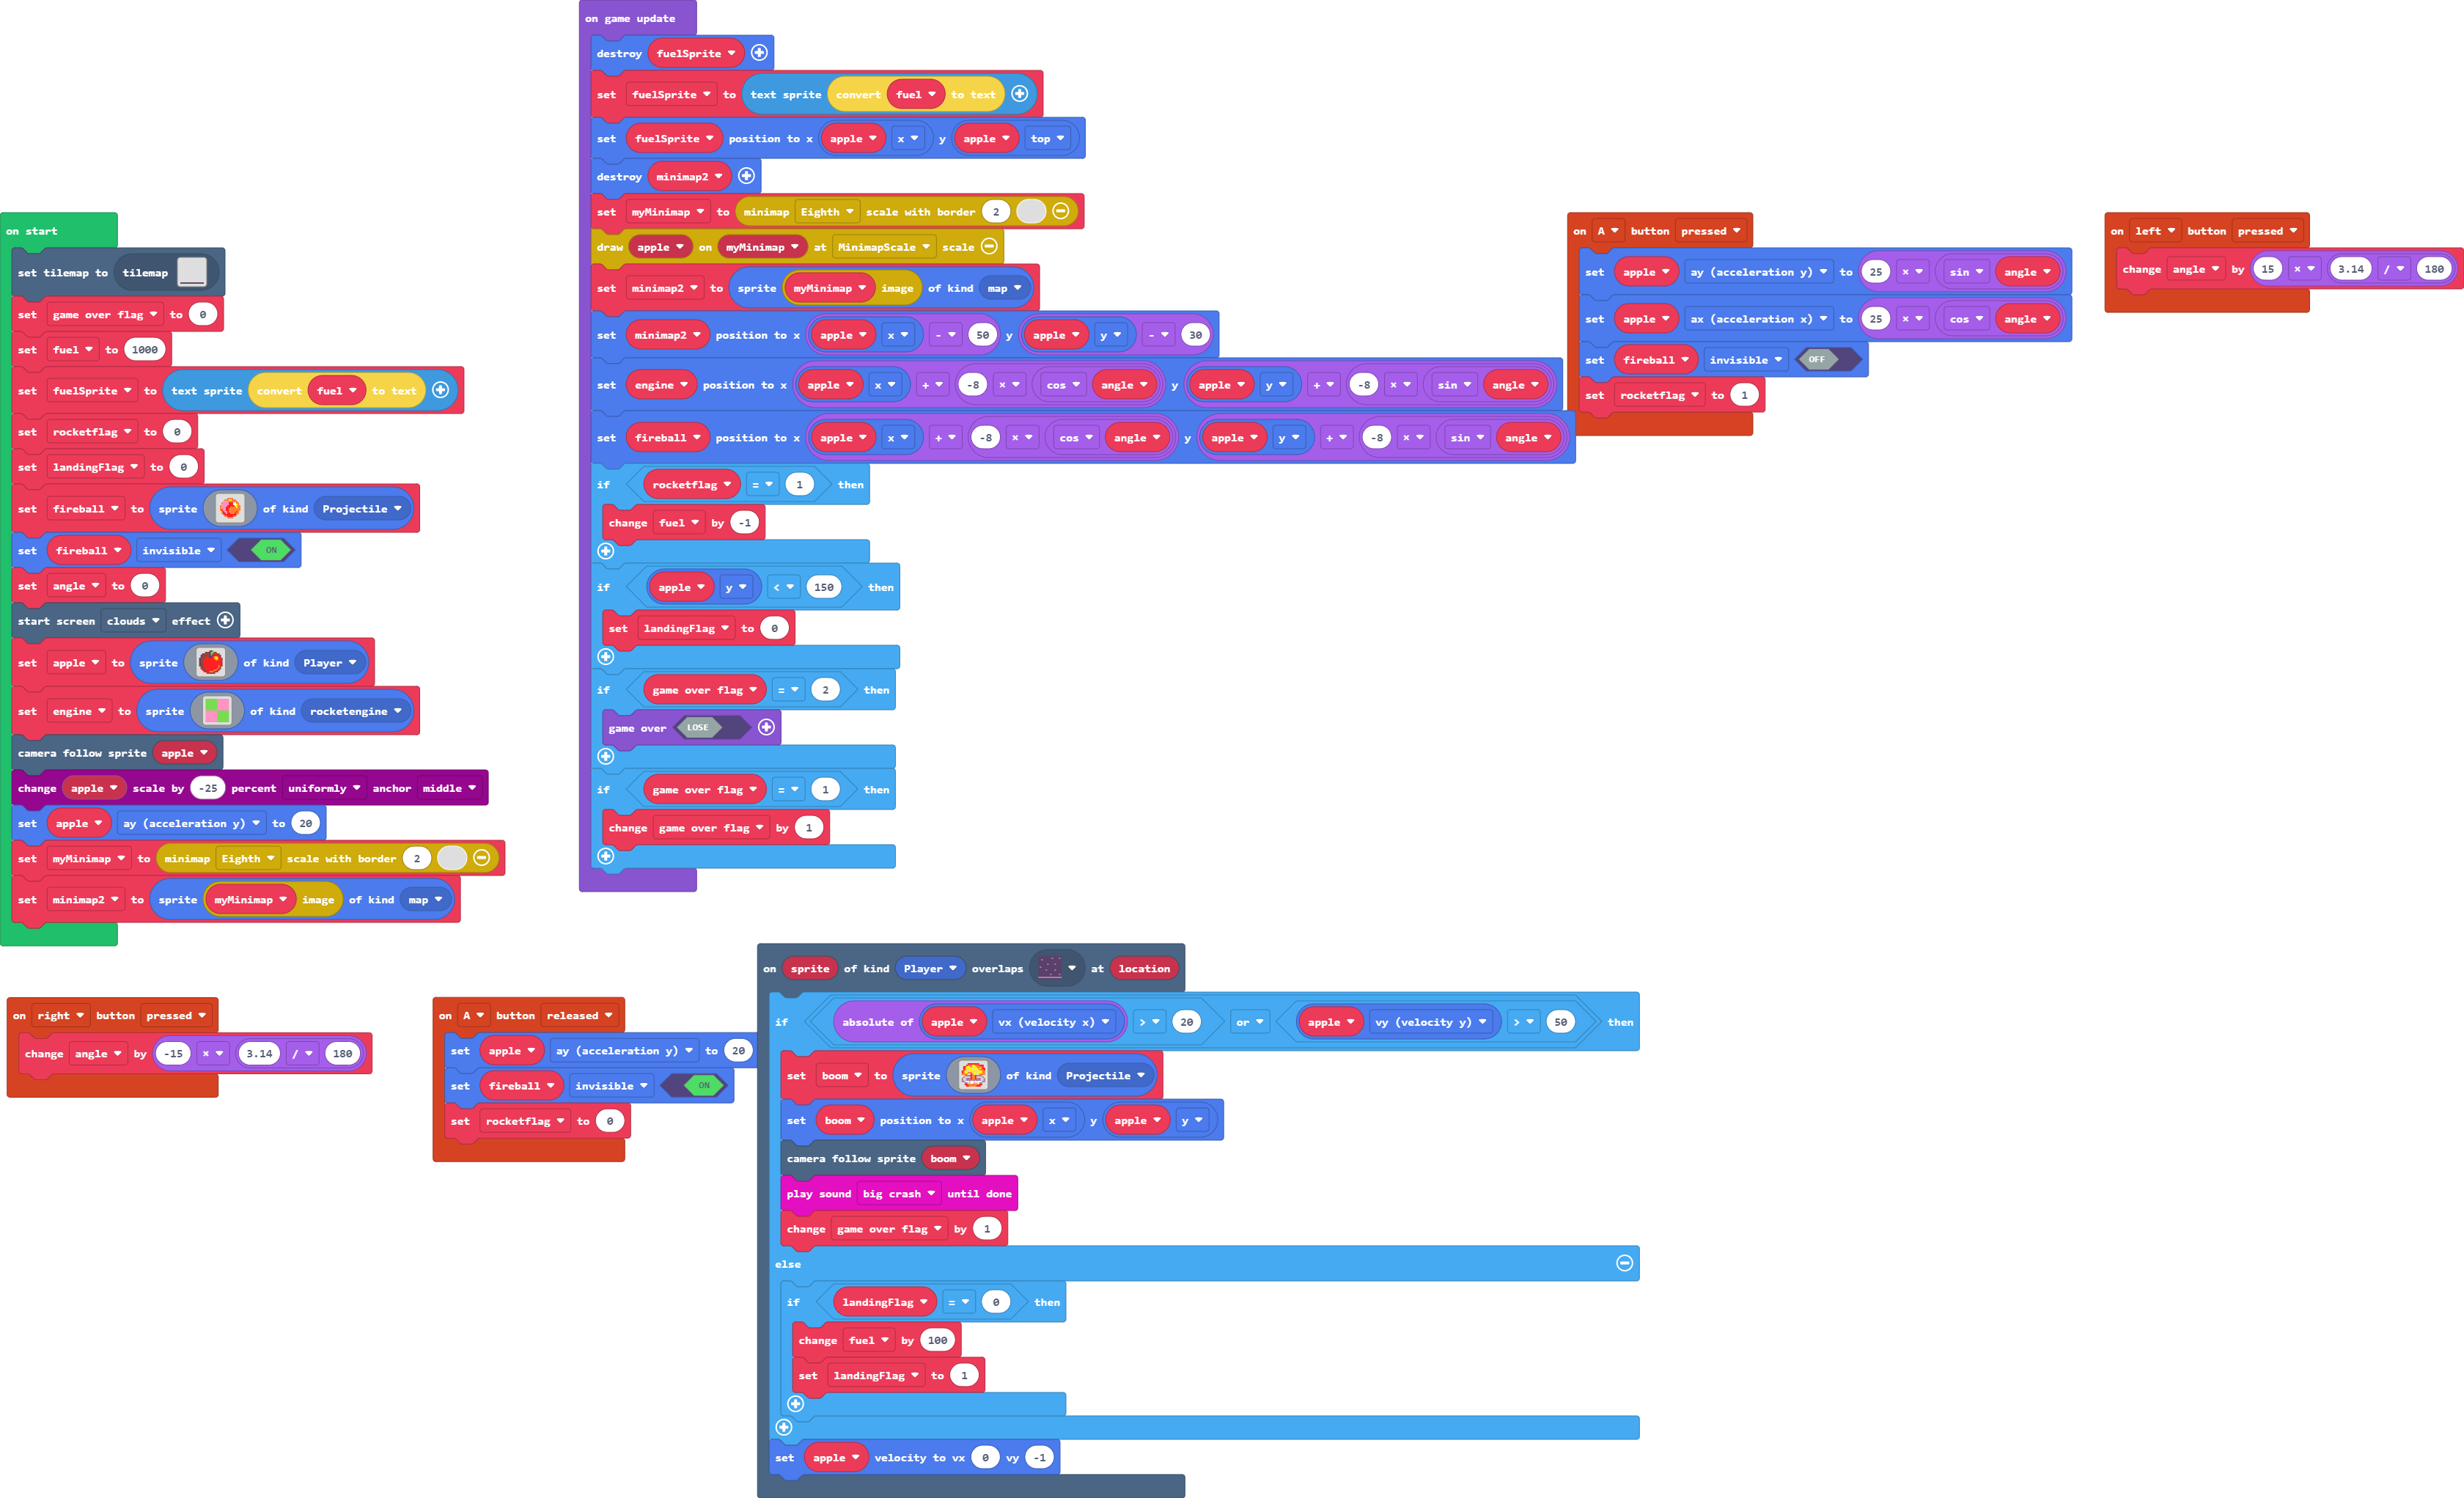 on start
set tilemap to tilemap
set game over flag to 0
set fuel to 1000
set fuelSprite to text sprite convert fuel to text
set rocketflag to 0
set landingFlag to 0
set fireball to sprite of kind Projectile
set fireball invisible ON
set angle to 0
start screen clouds effect
set apple to sprite of kind Player
set engine to sprite of kind rocketengine
camera follow sprite apple
change apple scale by -25 percent uniformly anchor middle
set apple ay (acceleration y) to 20
set myMinimap to minimap Eighth scale with border 2
set minimap2 to sprite myMinimap image of kind map
on game update
destroy fuelSprite
set fuelSprite to text sprite convert fuel to text
set fuelSprite position to x apple x y apple top
destroy minimap2
set myMinimap to minimap Eighth scale with border 2
draw apple on myMinimap at MinimapScale scale
set minimap2 to sprite myMinimap image of kind map
set minimap2 position to x apple x - 50 y apple y - 30
set engine position to x apple x + -8 × cos angle y apple y + -8 × sin angle
set fireball position to x apple x + -8 × cos angle y apple y + -8 × sin angle
if rocketflag = 1 then
change fuel by -1
if apple y < 150 then
set landingFlag to 0
if game over flag = 2 then
game over LOSE
if game over flag = 1 then
change game over flag by 1
on A button pressed
set apple ay (acceleration y) to 25 × sin angle
set apple ax (acceleration x) to 25 × cos angle
set fireball invisible OFF
set rocketflag to 1
on left button pressed
change angle by 15 × 3.14 / 180
on right button pressed
change angle by -15 × 3.14 / 180
on A button released
set apple ay (acceleration y) to 20
set fireball invisible ON
set rocketflag to 0
on sprite of kind Player overlaps at location
if absolute of apple vx (velocity x) > 20 or apple vy (velocity y) > 50 then
set boom to sprite of kind Projectile
set boom position to x apple x y apple y
camera follow sprite boom
play sound big crash until done
change game over flag by 1
else
if landingFlag = 0 then
change fuel by 100
set landingFlag to 1
set apple velocity to vx 0 vy -1